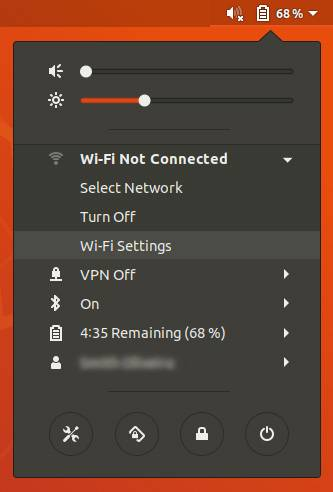 68 %
Wi-Fi Not Connected
Select Network
Turn Off
Wi-Fi Settings
VPN Off
On
4:35 Remaining (68 %)